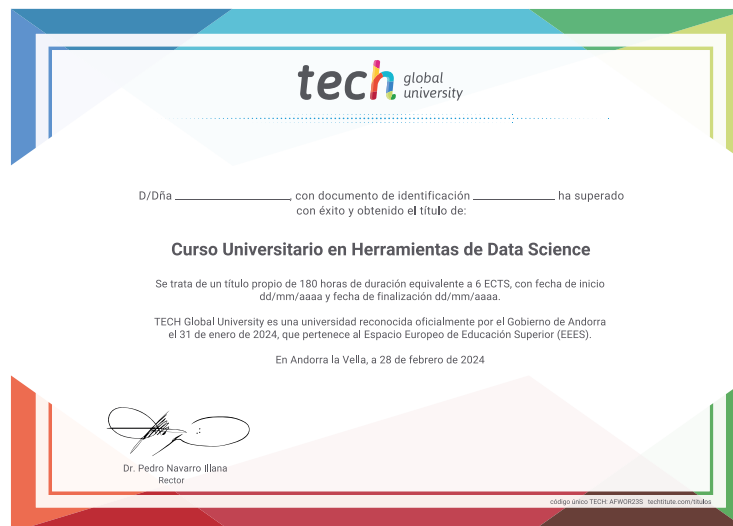 tech global university
D/Dña ____________, con documento de identificación ____________ ha superado
con éxito y obtenido el título de:
Curso Universitario en Herramientas de Data Science
Se trata de un título propio de 180 horas de duración equivalente a 6 ECTS, con fecha de inicio
dd/mm/aaaa y fecha de finalización dd/mm/aaaa.
TECH Global University es una universidad reconocida oficialmente por el Gobierno de Andorra
el 31 de enero de 2024, que pertenece al Espacio Europeo de Educación Superior (EEES).
En Andorra la Vella, a 28 de febrero de 2024
Dr. Pedro Navarro Illana
Rector
código único TECH: AFWOR23S techtitute.com/titulos